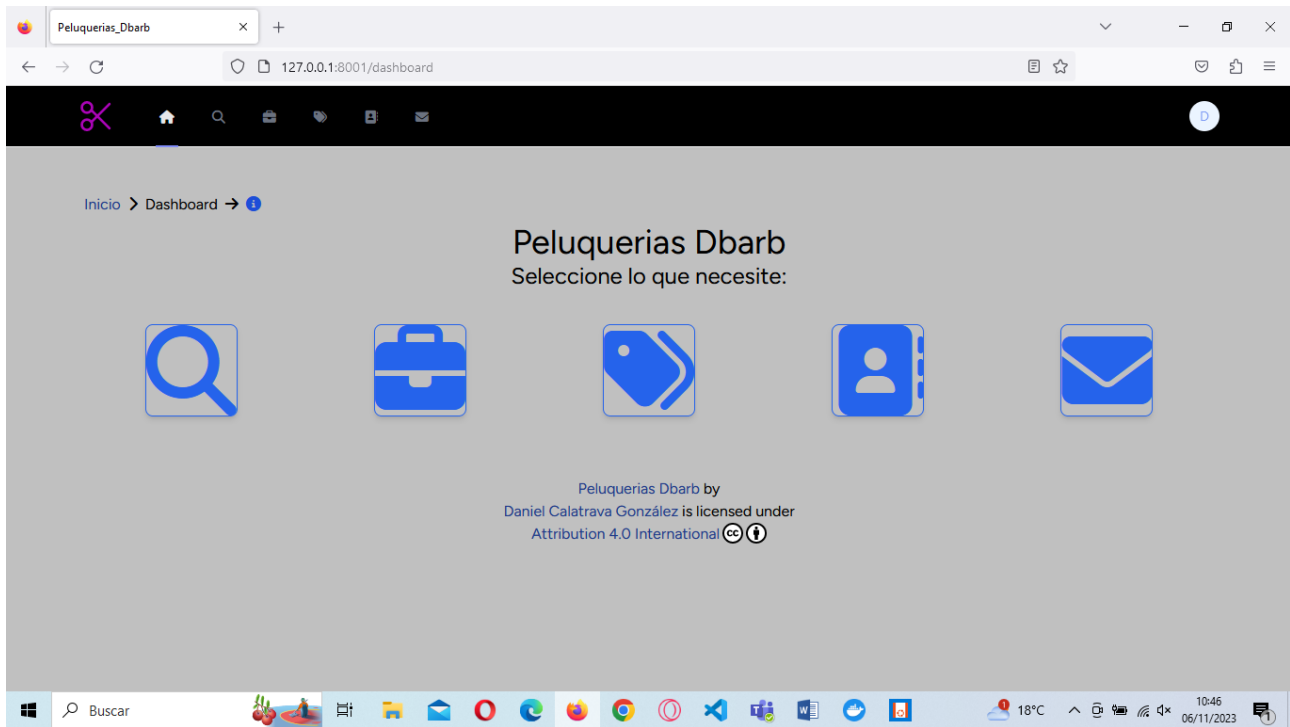 Peluquerias_Dbarb
127.0.0.1:8001/dashboard
D
Inicio Dashboard
Peluquerias Dbarb
Seleccione lo que necesite:
Peluquerias Dbarb by
Daniel Calatrava González is licensed under
Attribution 4.0 International
Buscar
18°C
10:46
06/11/2023